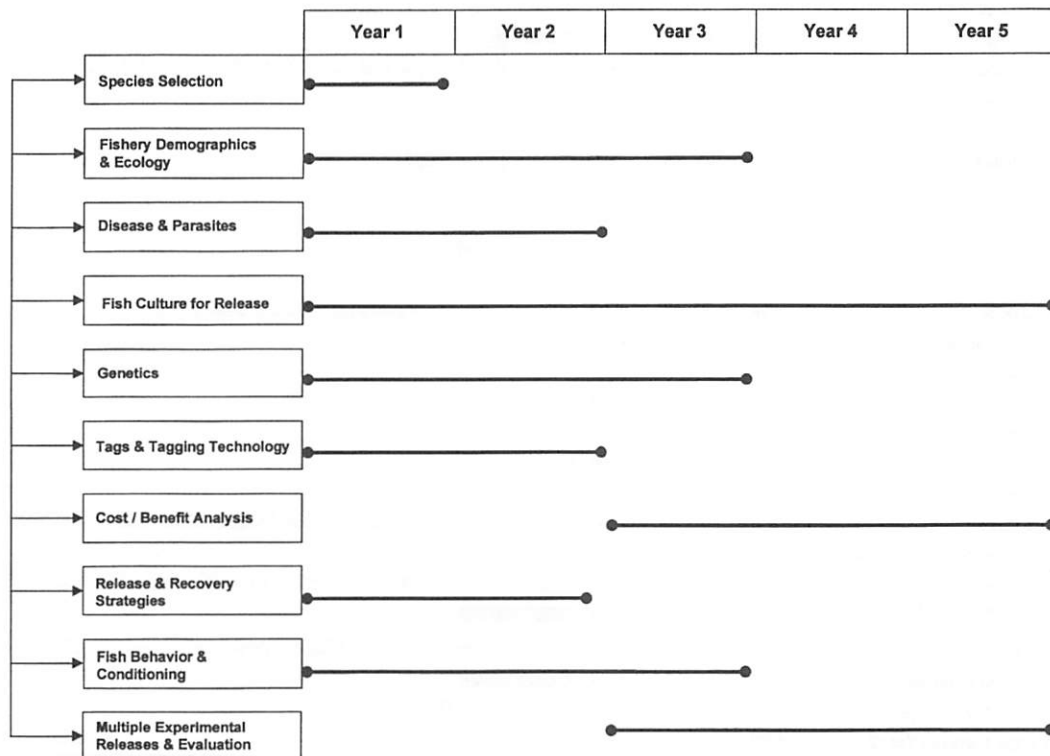 Year 1 Year 2 Year 3 Year 4 Year 5
Species Selection
Fishery Demographics
& Ecology
Disease & Parasites
Fish Culture for Release
Genetics
Tags & Tagging Technology
Cost / Benefit Analysis
Release & Recovery
Strategies
Fish Behavior &
Conditioning
Multiple Experimental
Releases & Evaluation